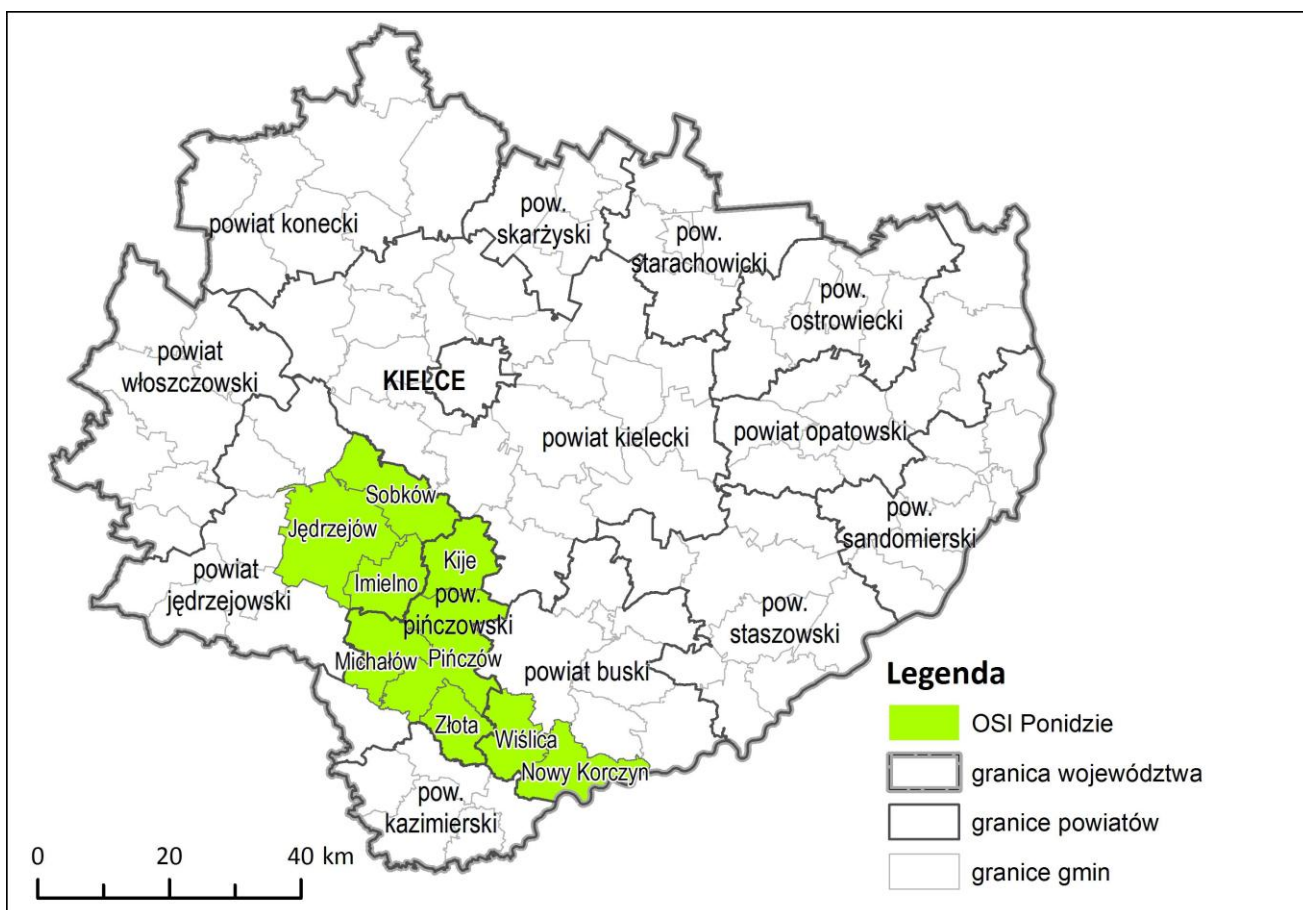 powiat konecki
pow.
skarżyski
pow.
starachowicki
pow.
ostrowiecki
powiat
włoszczowski
KIELCE
powiat kielecki
powiat opatowski
Sobków
Jędrzejów
pow.
sandomierski
Kije
powiat
jędrzejowski
Imielno
pow.
pińczowski
pow.
staszowski
Michałów
Pińczów
powiat buski
Złota
Wiślica
Nowy Korczyn
pow.
kazimierski
Legenda
OSI Ponidzie
granica województwa
granice powiatów
granice gmin
0 20 40 km